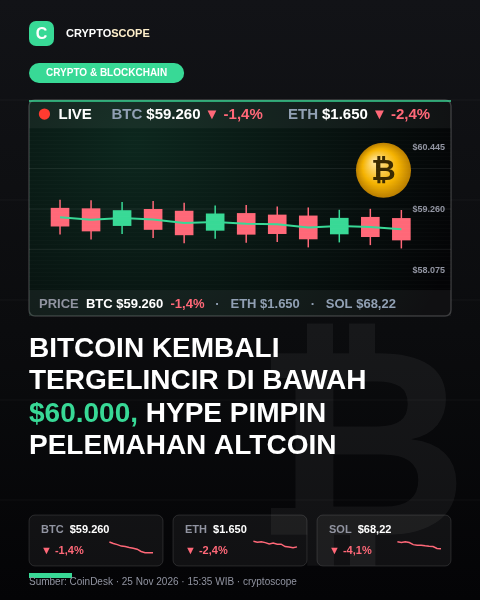 C CRYPTOSCOPE
CRYPTO & BLOCKCHAIN
LIVE BTC $59.260 ▼ -1,4% ETH $1.650 ▼ -2,4%
$60.445
$59.260
$58.075
PRICE BTC $59.260 -1,4% · ETH $1.650 · SOL $68,22
BITCOIN KEMBALI
TERGELINCIR DI BAWAH
$60.000, HYPE PIMPIN
PELEMAHAN ALTCOIN
BTC $59.260
▼ -1,4%
ETH $1.650
▼ -2,4%
SOL $68,22
▼ -4,1%
Sumber: CoinDesk · 25 Nov 2026 · 15:35 WIB · cryptoscope